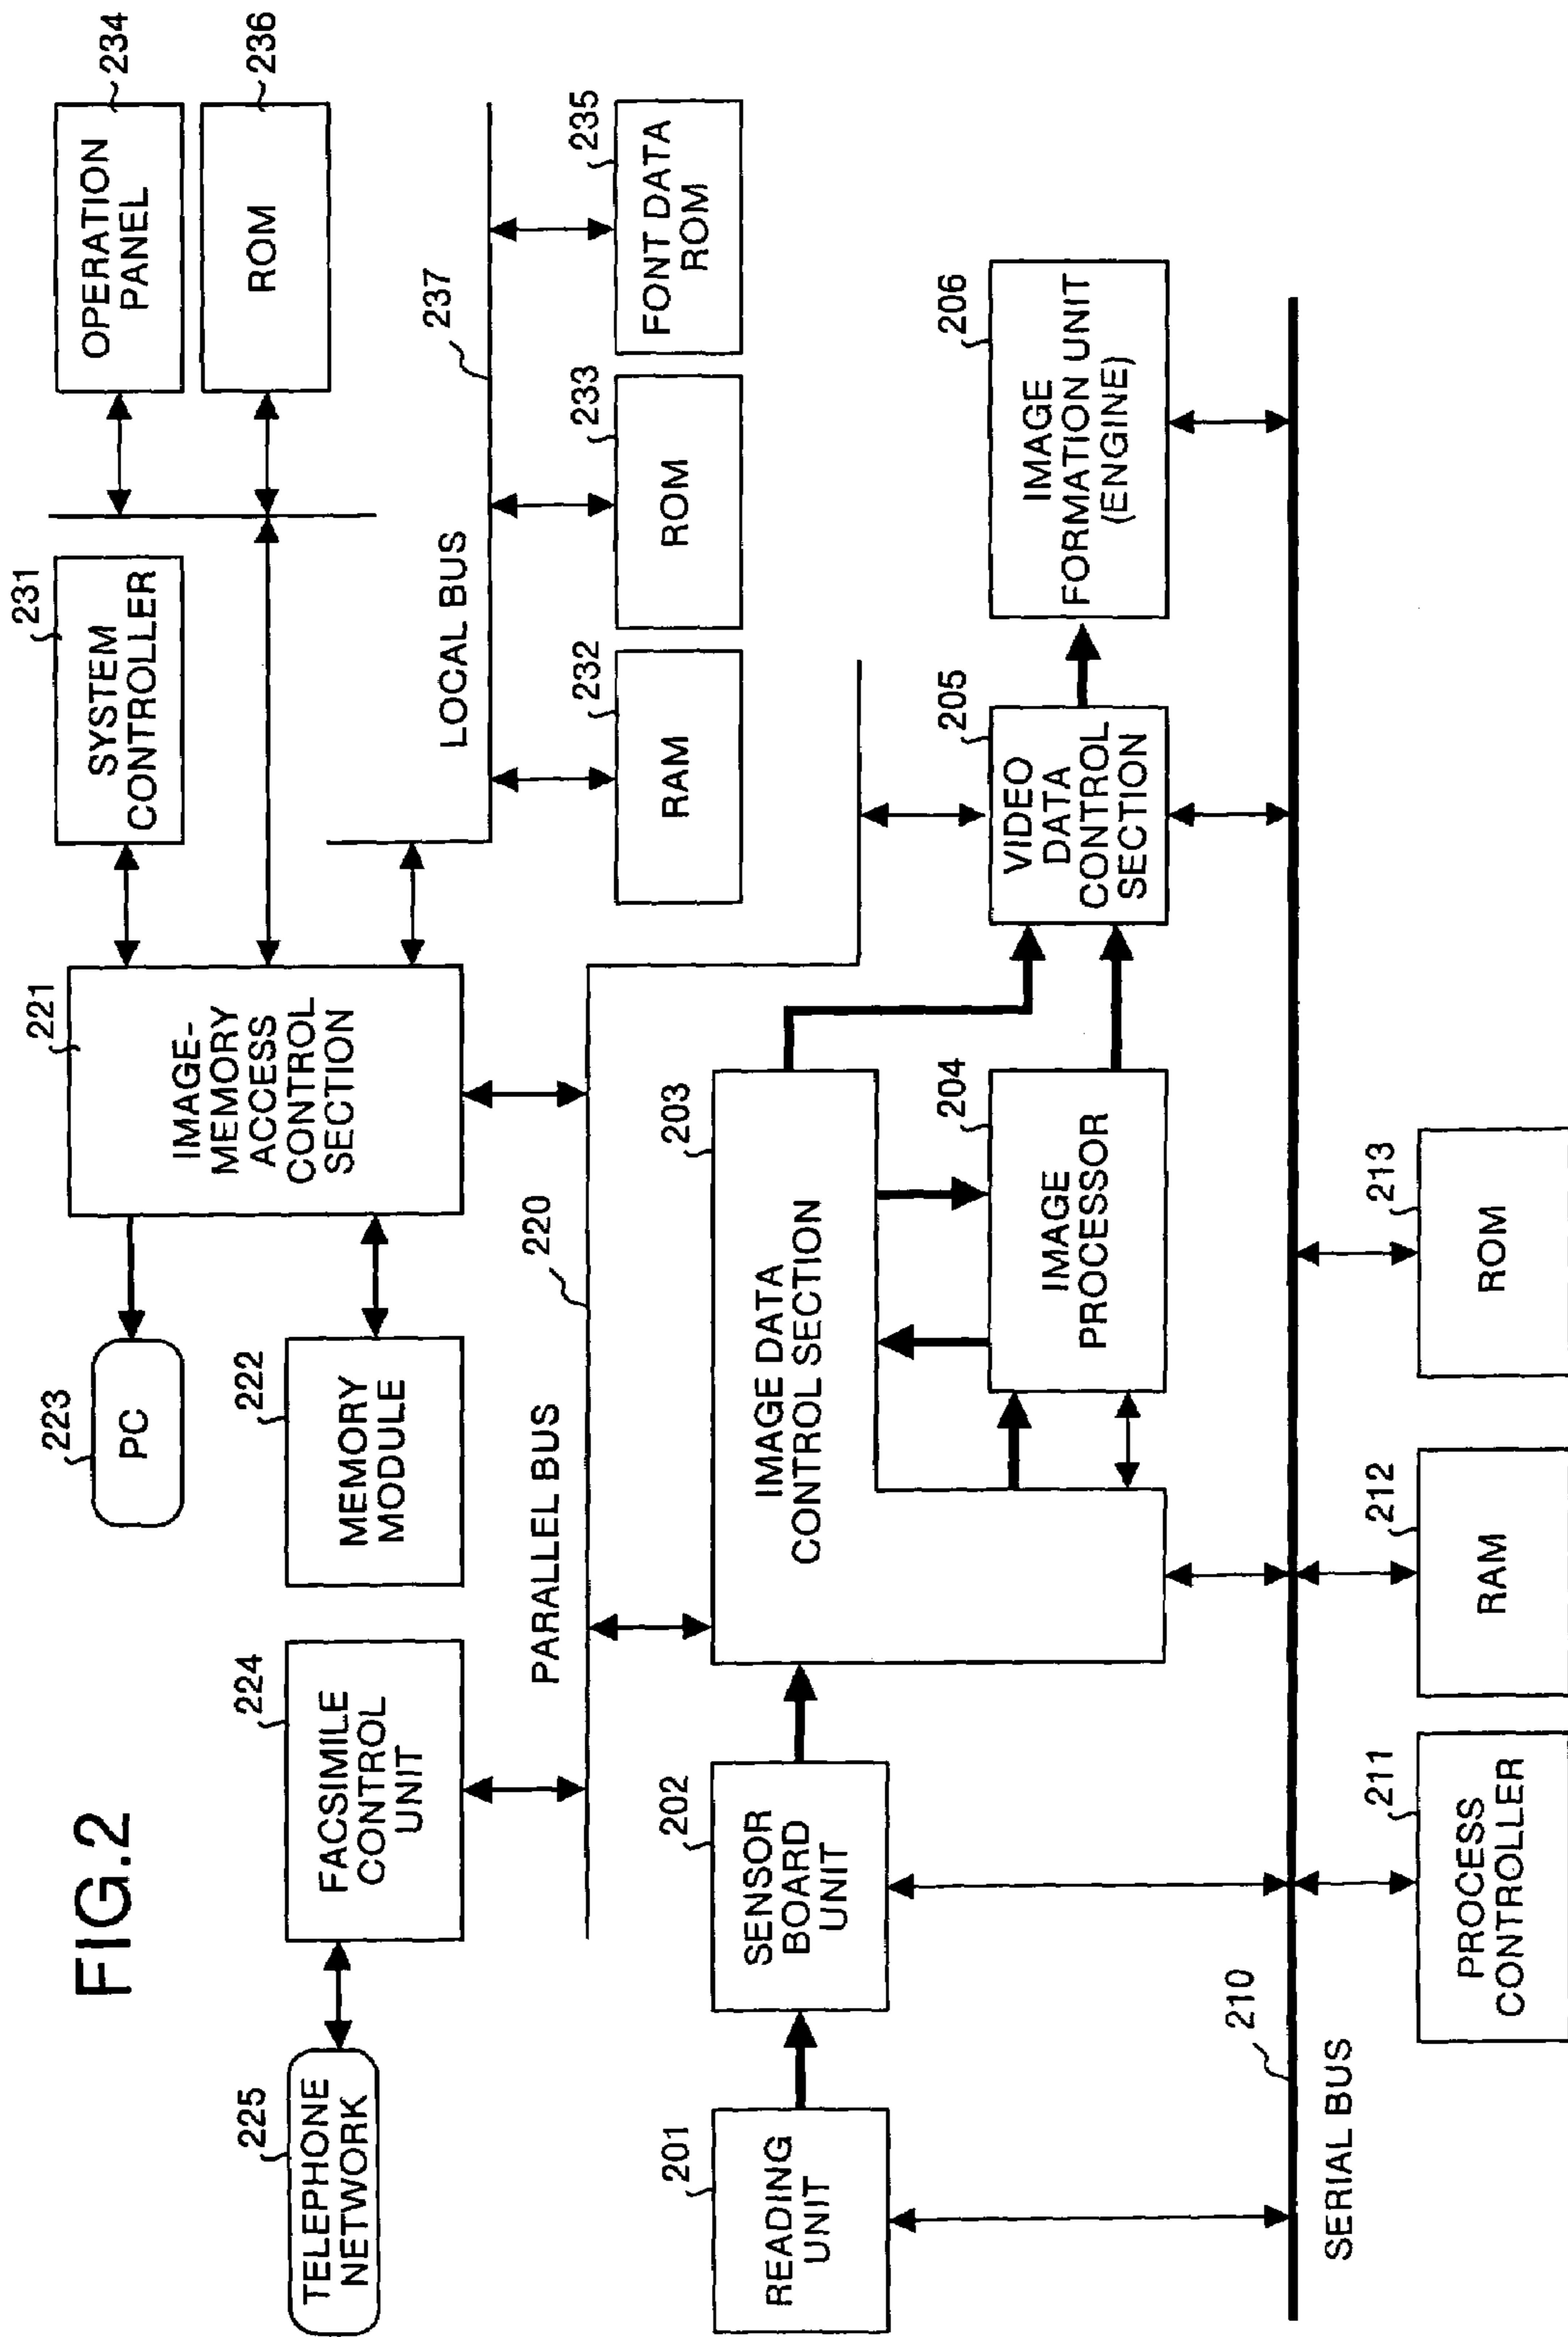 FIG.2
225
TELEPHONE
NETWORK
224
FACSIMILE
CONTROL
UNIT
223
PC
222
MEMORY
MODULE
221
IMAGE-
MEMORY
ACCESS
CONTROL
SECTION
231
SYSTEM
CONTROLLER
234
OPERATION
PANEL
236
ROM
LOCAL BUS
237
232
RAM
233
ROM
235
FONT DATA
ROM
PARALLEL BUS
220
201
READING
UNIT
202
SENSOR
BOARD
UNIT
203
IMAGE DATA
CONTROL SECTION
204
IMAGE
PROCESSOR
205
VIDEO
DATA
CONTROL
SECTION
206
IMAGE
FORMATION UNIT
(ENGINE)
SERIAL BUS
210
211
PROCESS
CONTROLLER
212
RAM
213
ROM